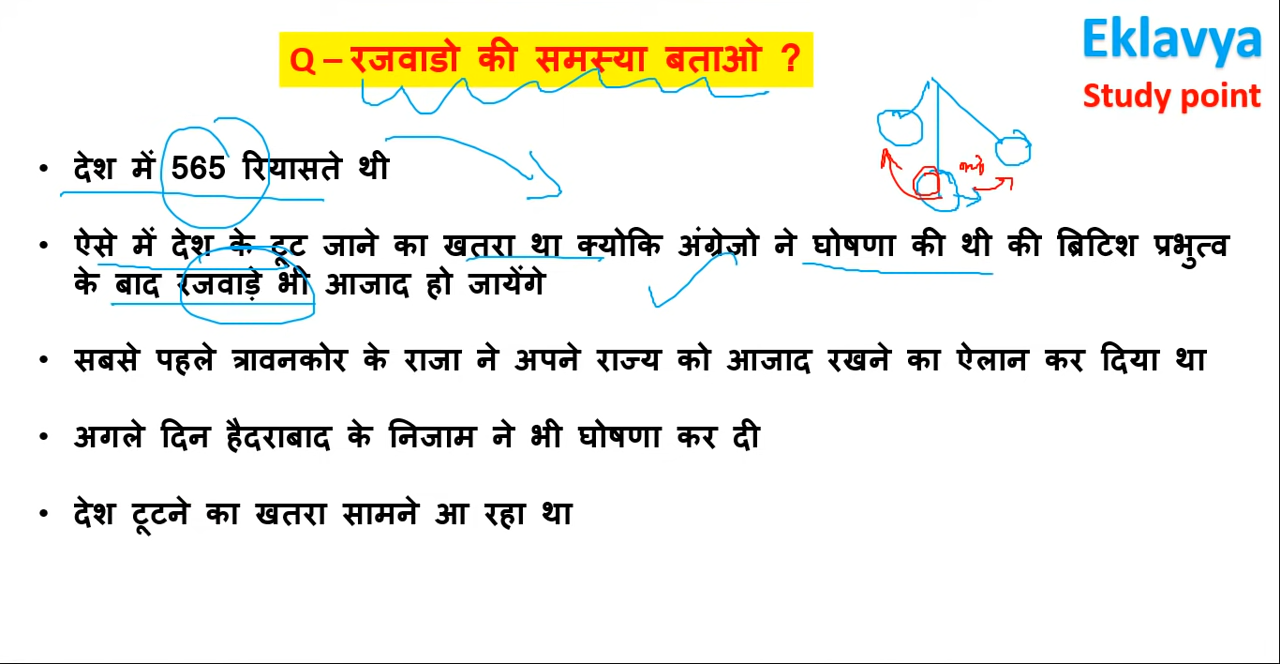 Q – रजवाडो की समस्या बताओ ?
Eklavya
Study point
• देश में 565 रियासते थी
• ऐसे में देश के टूट जाने का खतरा था क्योकि अंग्रेजो ने घोषणा की थी की ब्रिटिश प्रभुत्व
के बाद रजवाड़े भी आजाद हो जायेंगे
• सबसे पहले त्रावनकोर के राजा ने अपने राज्य को आजाद रखने का ऐलान कर दिया था
• अगले दिन हैदराबाद के निजाम ने भी घोषणा कर दी
• देश टूटने का खतरा सामने आ रहा था